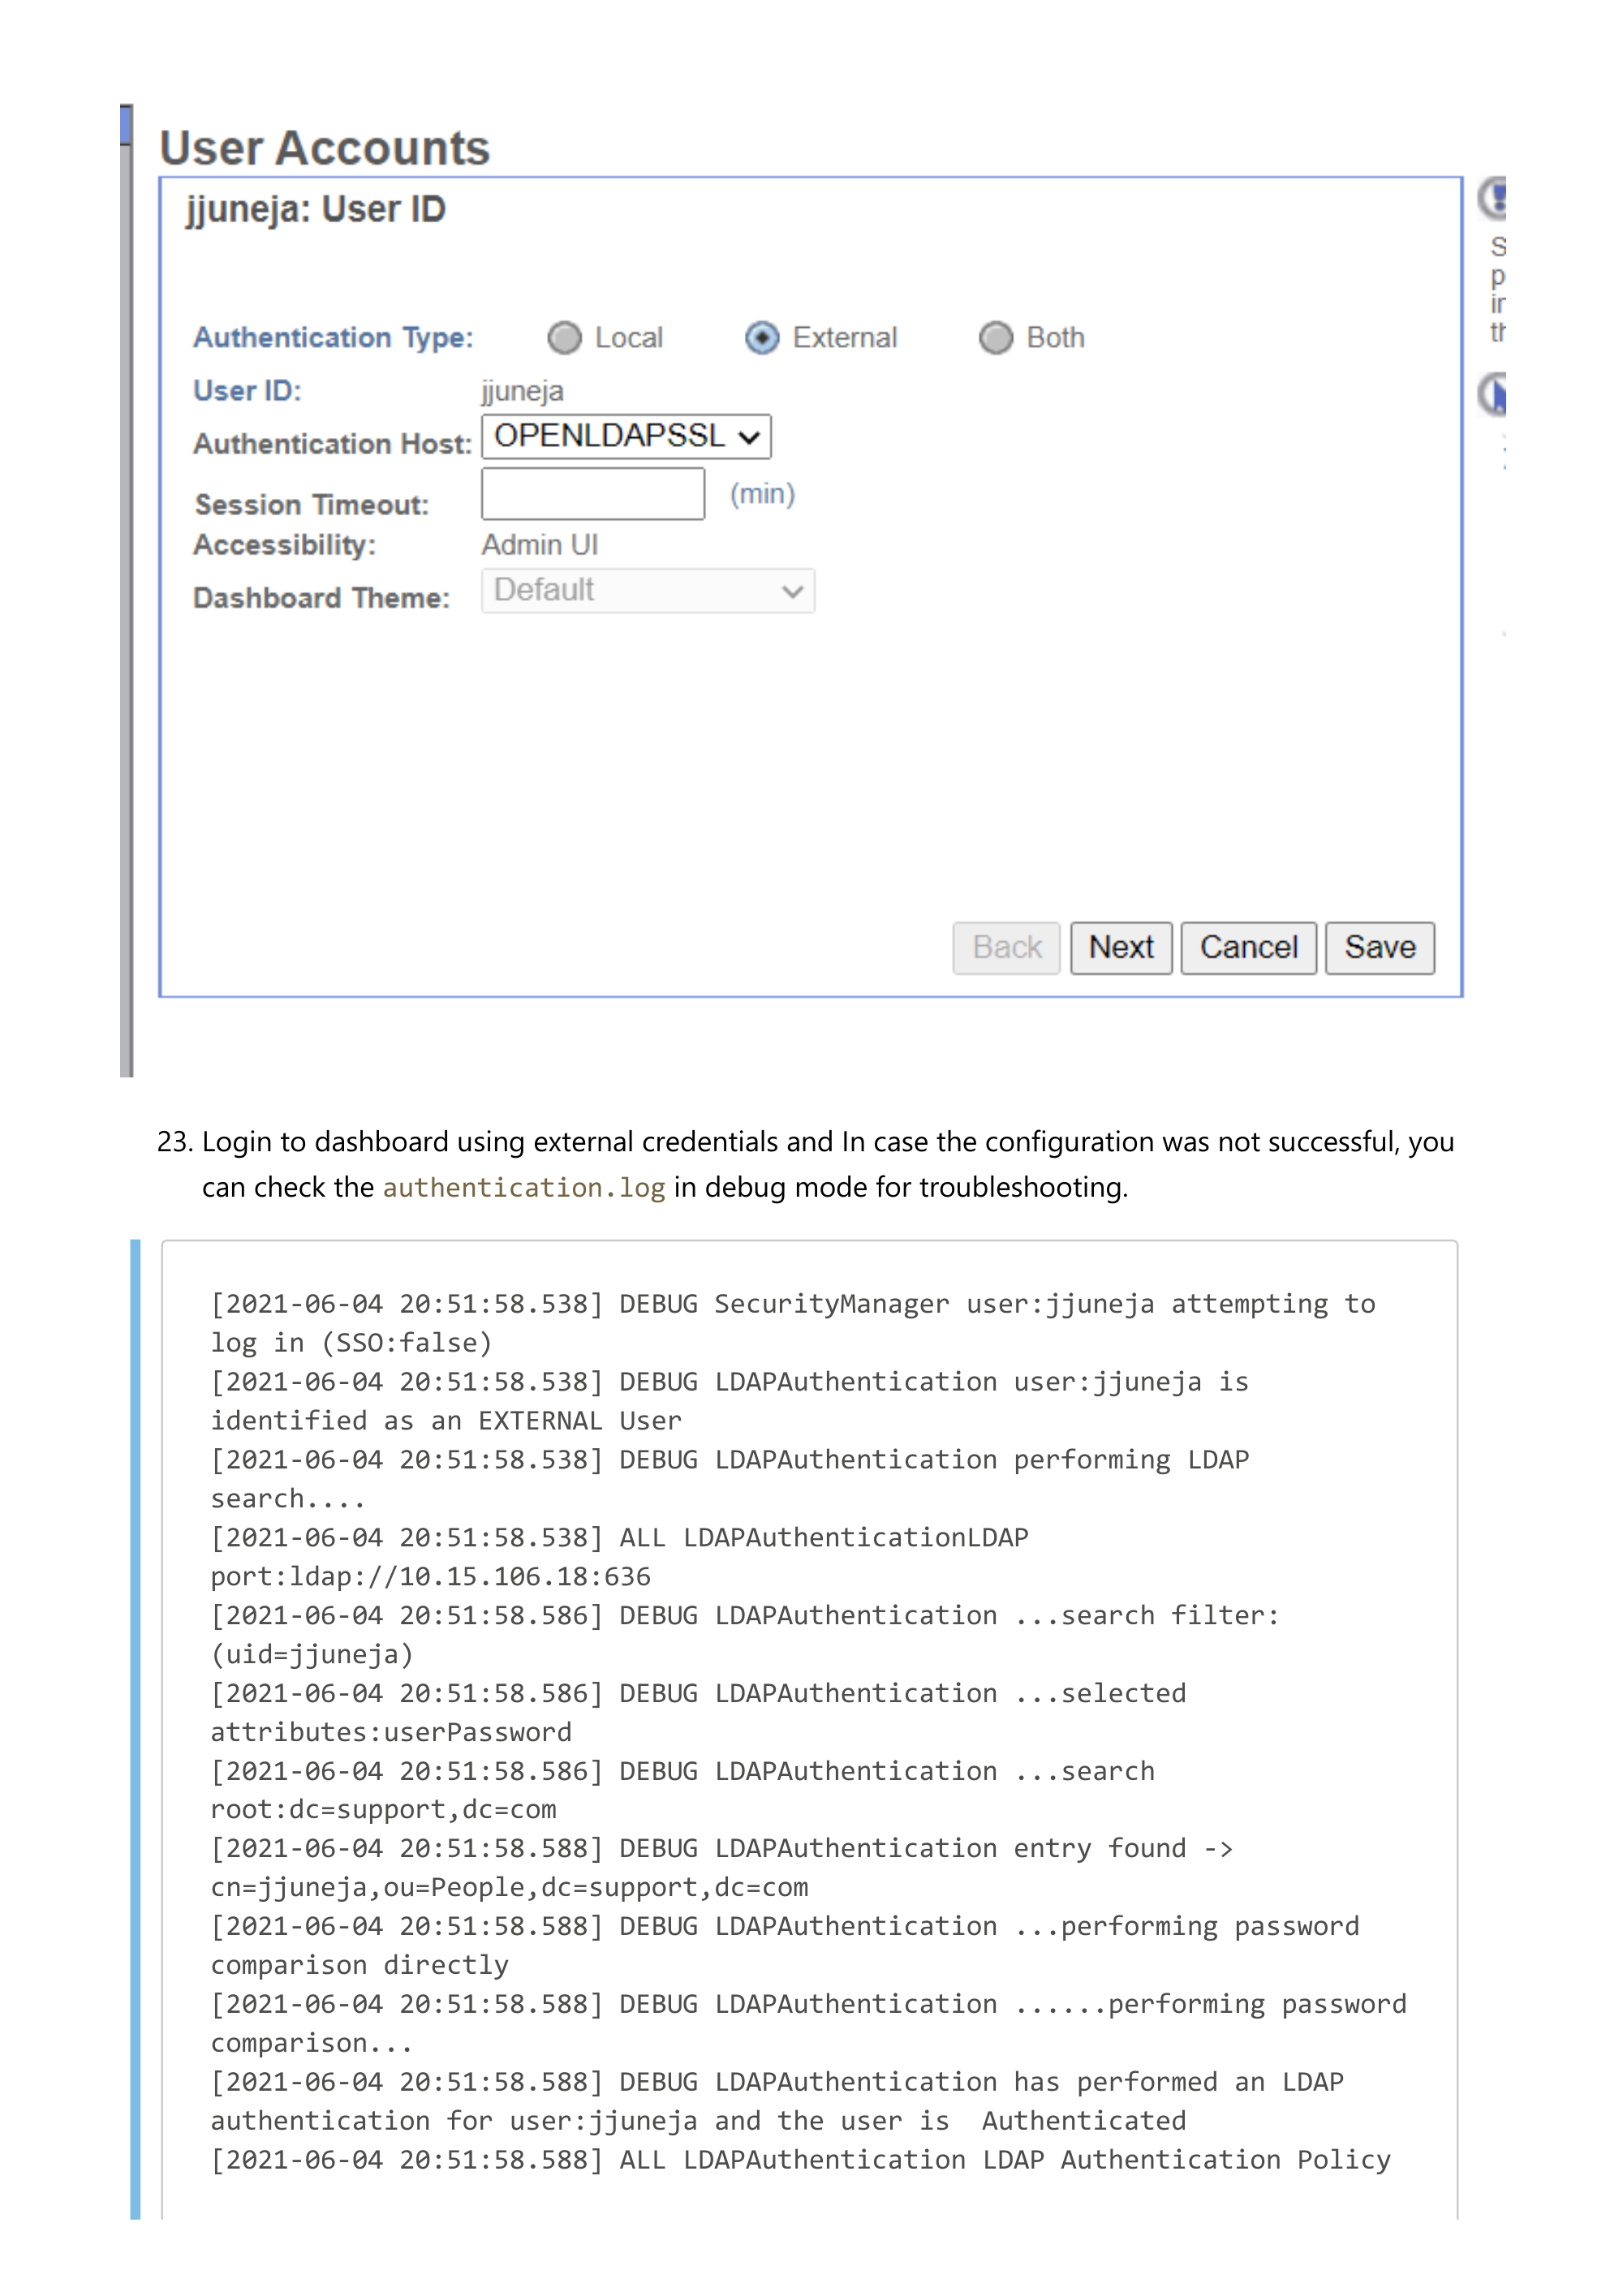 User Accounts
jjuneja: User ID
S
p
in
th
Authentication Type: Local External Both
User ID: jjuneja
Authentication Host: OPENLDAPSSL
Session Timeout: (min)
Accessibility: Admin UI
Dashboard Theme: Default
Back Next Cancel Save
23. Login to dashboard using external credentials and In case the configuration was not successful, you
can check the authentication.log in debug mode for troubleshooting.
[2021-06-04 20:51:58.538] DEBUG SecurityManager user:jjuneja attempting to
log in (SSO:false)
[2021-06-04 20:51:58.538] DEBUG LDAPAuthentication user:jjuneja is
identified as an EXTERNAL User
[2021-06-04 20:51:58.538] DEBUG LDAPAuthentication performing LDAP
search....
[2021-06-04 20:51:58.538] ALL LDAPAuthenticationLDAP
port:ldap://10.15.106.18:636
[2021-06-04 20:51:58.586] DEBUG LDAPAuthentication ...search filter:
(uid=jjuneja)
[2021-06-04 20:51:58.586] DEBUG LDAPAuthentication ...selected
attributes:userPassword
[2021-06-04 20:51:58.586] DEBUG LDAPAuthentication ...search
root:dc=support,dc=com
[2021-06-04 20:51:58.588] DEBUG LDAPAuthentication entry found ->
cn=jjuneja,ou=People,dc=support,dc=com
[2021-06-04 20:51:58.588] DEBUG LDAPAuthentication ...performing password
comparison directly
[2021-06-04 20:51:58.588] DEBUG LDAPAuthentication ......performing password
comparison...
[2021-06-04 20:51:58.588] DEBUG LDAPAuthentication has performed an LDAP
authentication for user:jjuneja and the user is  Authenticated
[2021-06-04 20:51:58.588] ALL LDAPAuthentication LDAP Authentication Policy